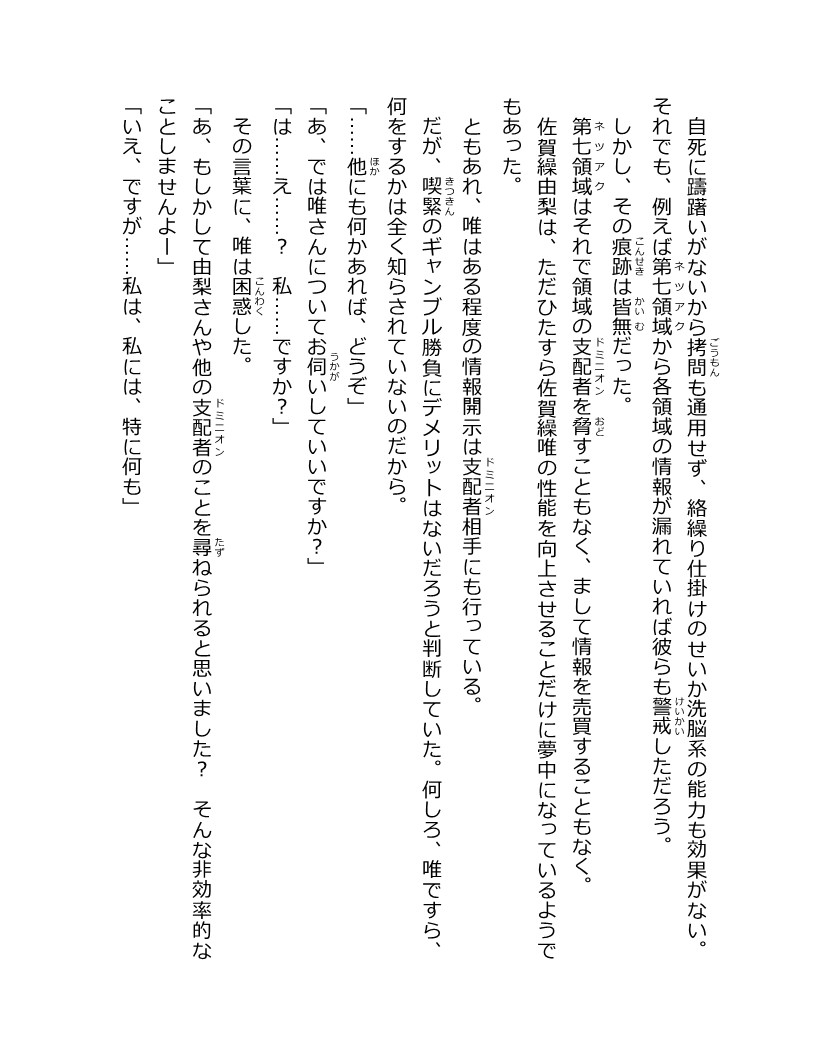 自死に躊躇いがないから拷問も通用せず、絡繰り仕掛けのせいか洗脳系の能力も効果がない。
それでも、例えば第七領域から各領域の情報が漏れていれば彼らも警戒しただろう。
しかし、その痕跡は皆無だった。
第七領域はそれで領域の支配者を脅すこともなく、まして情報を売買することもなく。
佐賀繰由梨は、ただひたすら佐賀繰唯の性能を向上させることだけに夢中になっているようで
もあった。
ともあれ、唯はある程度の情報開示は支配者相手にも行っている。
だが、喫緊のギャンブル勝負にデメリットはないだろうと判断していた。何しろ、唯ですら、
何をするかは全く知らされていないのだから。
「……他にも何かあれば、どうぞ」
「あ、では唯さんについてお伺いしていいですか？」
「は……え……？　私……ですか？」
その言葉に、唯は困惑した。
「あ、もしかして由梨さんや他の支配者のことを尋ねられると思いました？　そんな非効率的な
ことしませんよー」
「いえ、ですが……私は、私には、特に何も」